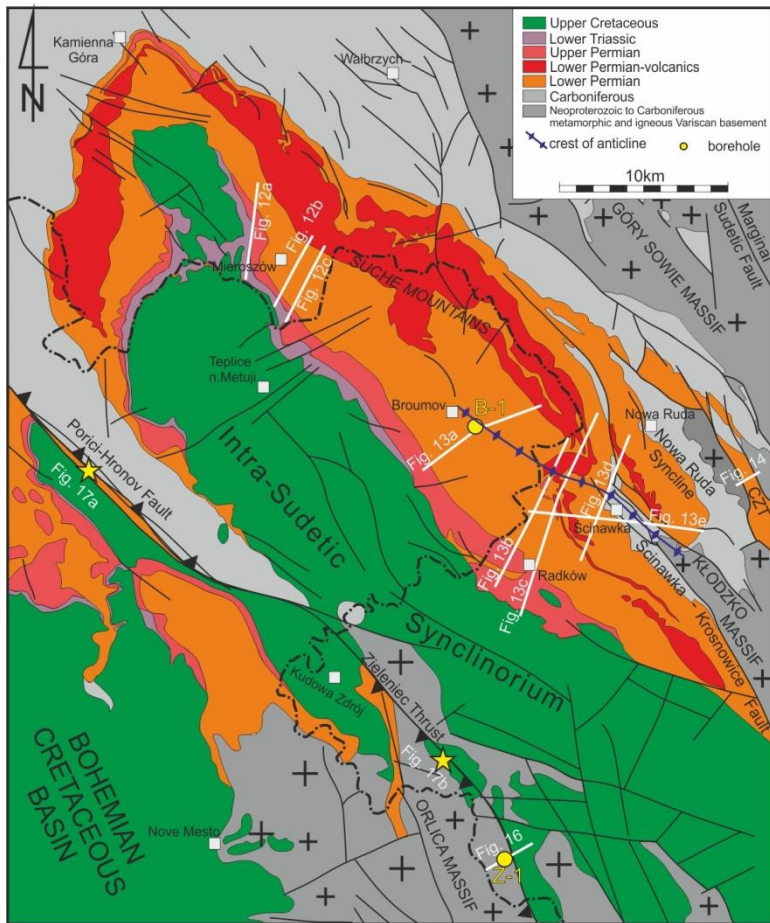 Upper Cretaceous
Lower Triassic
Upper Permian
Lower Permian-volcanics
Lower Permian
Carboniferous
Neoproterozoic to Carboniferous
metamorphic and igneous Variscan basement
crest of anticline
borehole
10km
N
Kamienna
Góra
Wałbrzych
Fig. 12a
Fig. 12b
Fig. 12c
Mieroszów
SUCHE MOUNTAINS
GÓRY SOWIE MASSIF
Marginal
Sudetic Fault
Teplice
n.Metuji
Broumov
B-1
Fig. 13a
Nowa Ruda
Nowa Ruda
Syncline
Fig. 14
CZT
Porici-Hronov Fault
Fig. 17a
Intra-Sudetic
Synclinorium
Fig. 13b
Fig. 13c
Fig. 13d
Fig. 13e
Ścinawka
Radków
KŁODZKO
MASSIF
Ścinawka - Krosnowice
Fault
Kudowa Zdrój
Zieleniec Thrust
Fig. 17b
BOHEMIAN
CRETACEOUS
BASIN
Nove Mesto
ORLICA MASSIF
Fig. 16
Z-1